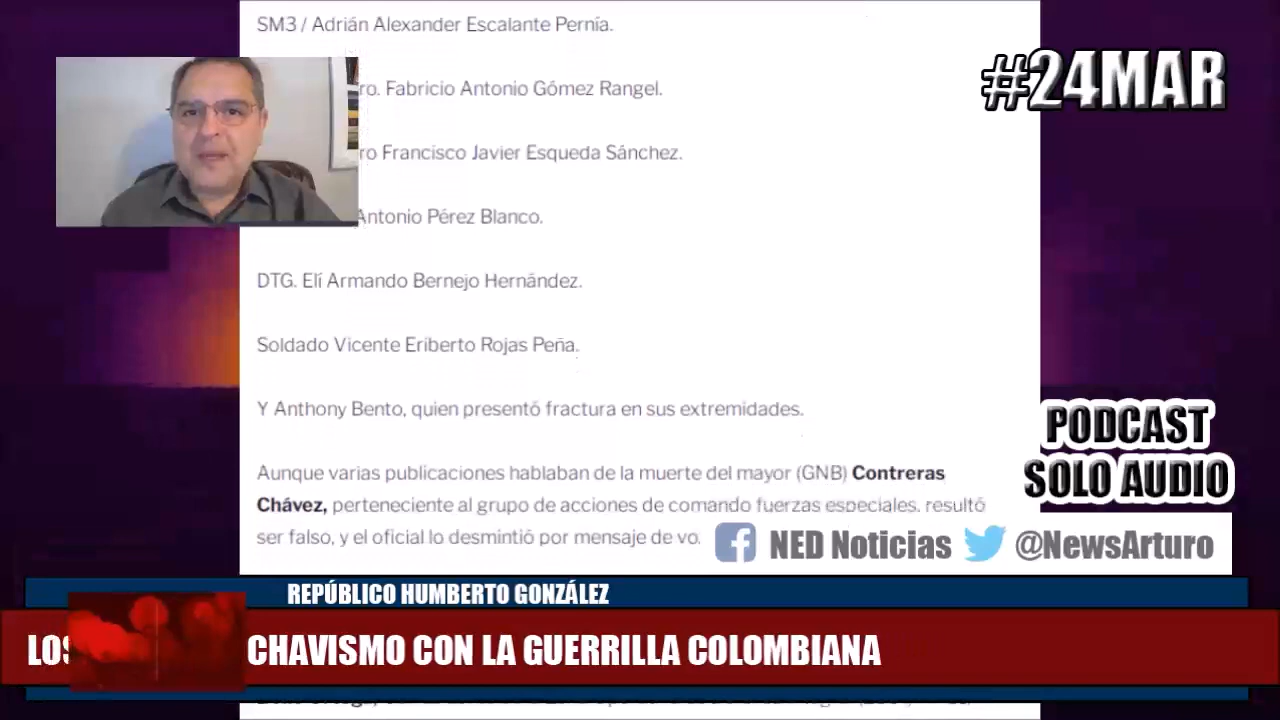 SM3 / Adrián Alexander Escalante Pernía.
#24MAR
ro. Fabricio Antonio Gómez Rangel.
ro Francisco Javier Esqueda Sánchez.
Antonio Pérez Blanco.
DTG. Elí Armando Bernejo Hernández.
Soldado Vicente Eriberto Rojas Peña.
Y Anthony Bento, quien presentó fractura en sus extremidades.
PODCAST
SOLO AUDIO
Aunque varias publicaciones hablaban de la muerte del mayor (GNB) Contreras
Chávez, perteneciente al grupo de acciones de comando fuerzas especiales, resultó
ser falso, y el oficial lo desmintió por mensaje de vo
NED Noticias @NewsArturo
REPÚBLICO HUMBERTO GONZÁLEZ
LOS CHAVISMO CON LA GUERRILLA COLOMBIANA